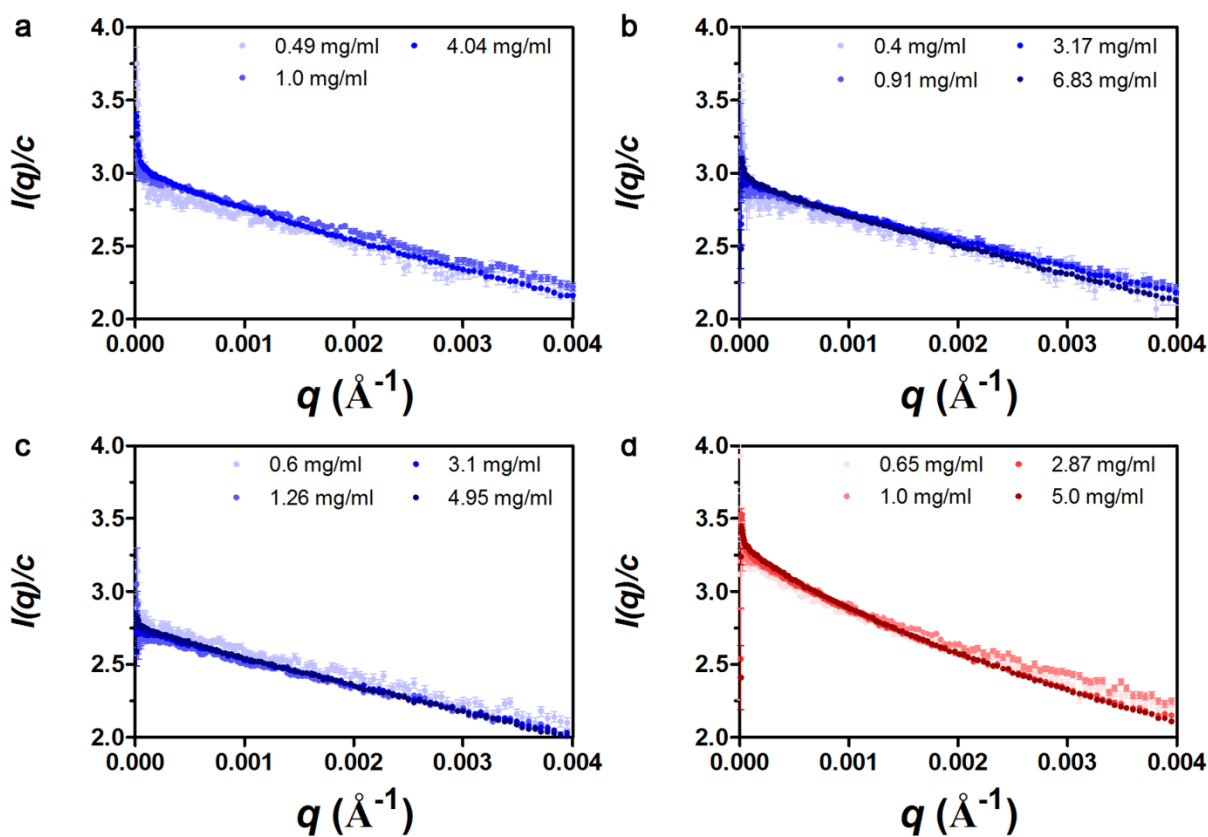 a
4.0
3.5
3.0
2.5
2.0
I(q)/c
0.49 mg/ml
4.04 mg/ml
1.0 mg/ml
0.000
0.001
0.002
0.003
0.004
q (Å⁻¹)
b
4.0
3.5
3.0
2.5
2.0
I(q)/c
0.4 mg/ml
3.17 mg/ml
0.91 mg/ml
6.83 mg/ml
0.000
0.001
0.002
0.003
0.004
q (Å⁻¹)
c
4.0
3.5
3.0
2.5
2.0
I(q)/c
0.6 mg/ml
3.1 mg/ml
1.26 mg/ml
4.95 mg/ml
0.000
0.001
0.002
0.003
0.004
q (Å⁻¹)
d
4.0
3.5
3.0
2.5
2.0
I(q)/c
0.65 mg/ml
2.87 mg/ml
1.0 mg/ml
5.0 mg/ml
0.000
0.001
0.002
0.003
0.004
q (Å⁻¹)